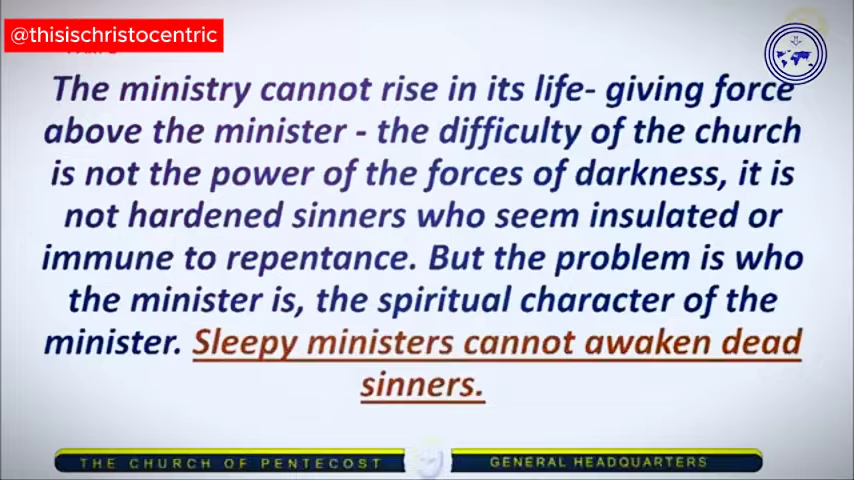 @thisischristocentric
The ministry cannot rise in its life- giving force
above the minister - the difficulty of the church
is not the power of the forces of darkness, it is
not hardened sinners who seem insulated or
immune to repentance. But the problem is who
the minister is, the spiritual character of the
minister. Sleepy ministers cannot awaken dead
sinners.
THE CHURCH OF PENTECOST
GENERAL HEADQUARTERS